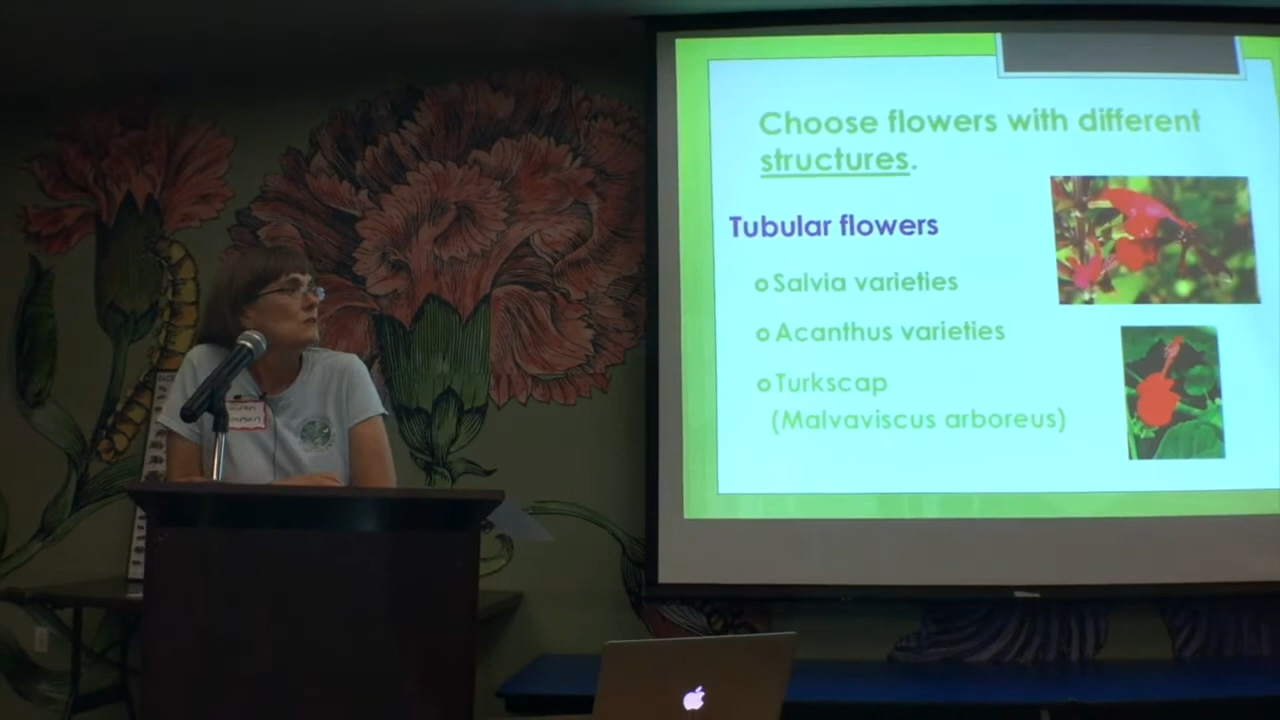 Choose flowers with different
structures.
Tubular flowers
Salvia varieties
Acanthus varieties
Turkscap
(Malvaviscus arboreus)